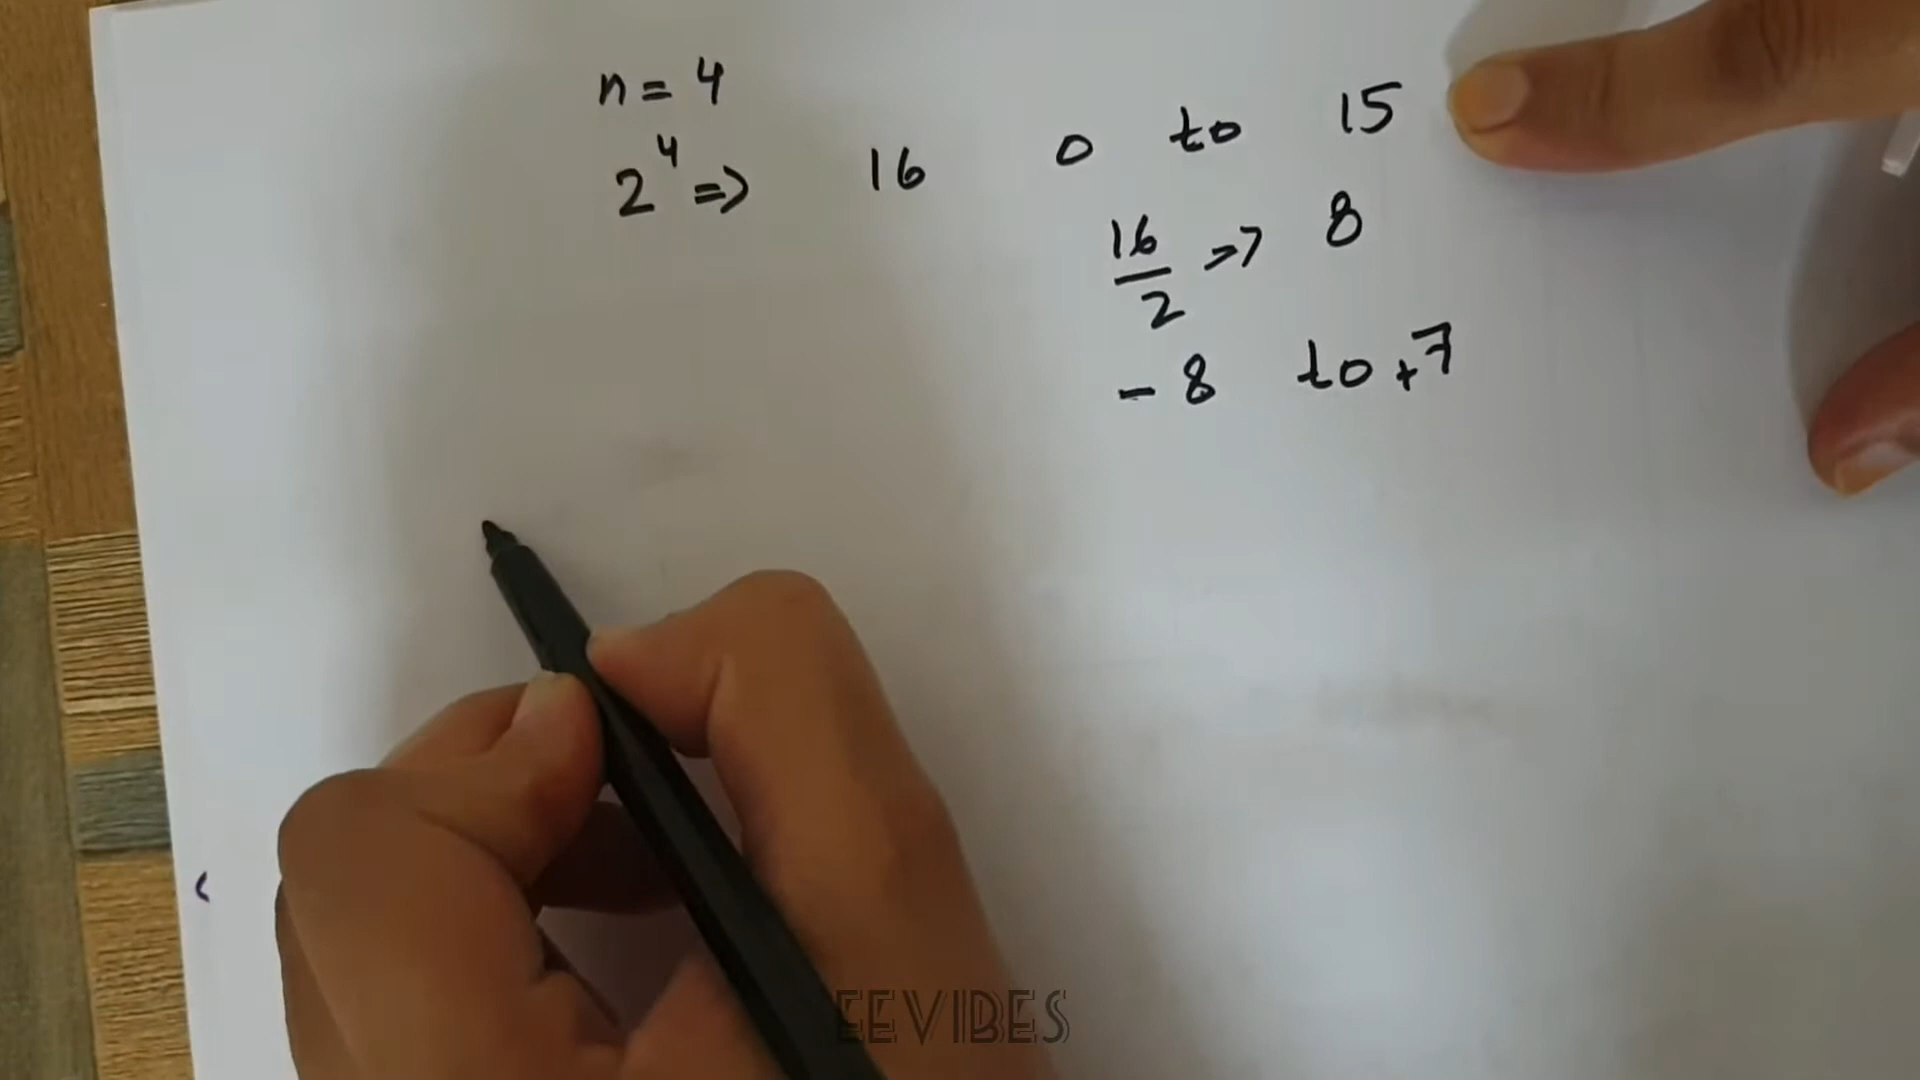 n = 4
2^4 => 16 0 to 15
16/2 => 8
- 8 to +7
EEVIBES